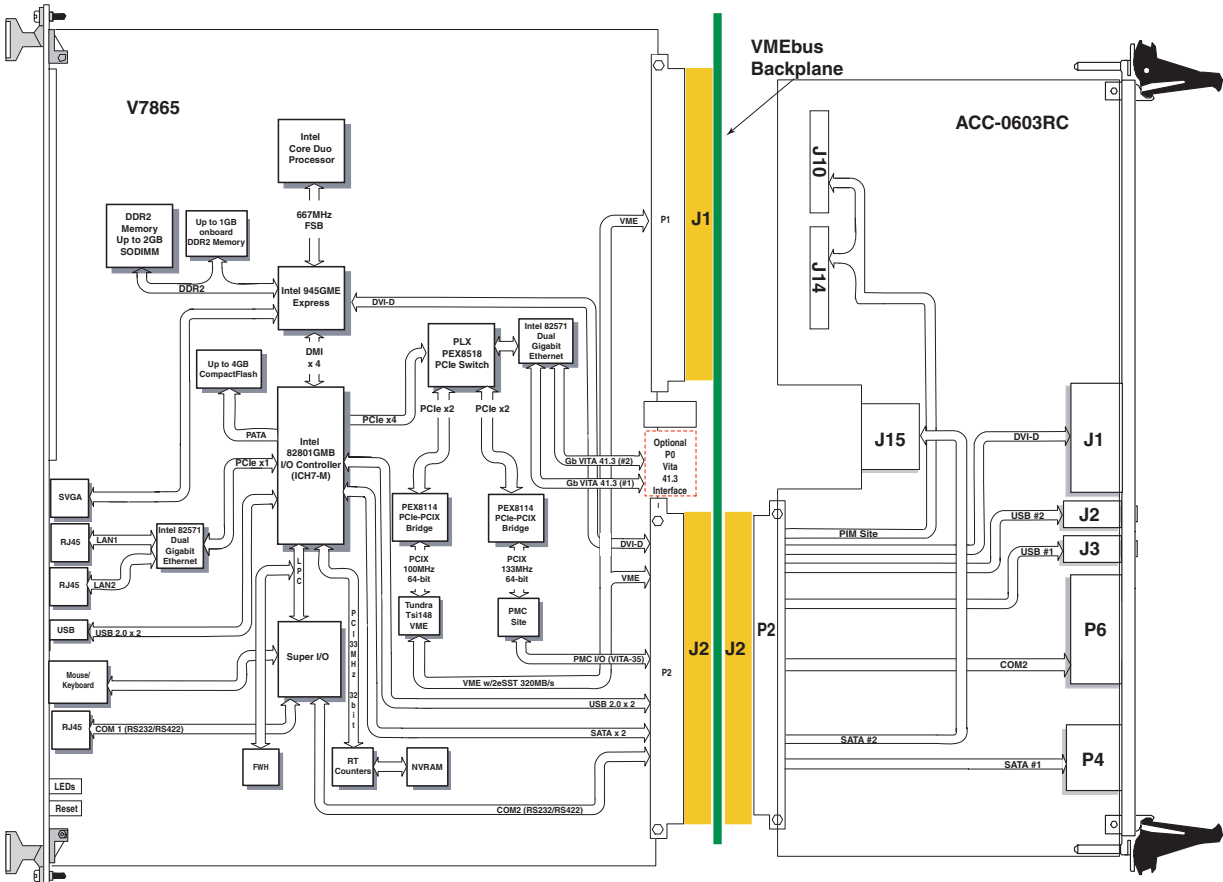 VMEbus
Backplane
V7865
ACC-0603RC
Intel
Core Duo
Processor
667MHz
FSB
DDR2
Memory
Up to 2GB
SODIMM
Up to 1GB
onboard
DDR2 Memory
DDR2
Intel 945GME
Express
DVI-D
VME
P1
J1
J10
J14
DMI
x 4
PLX
PEX8518
PCIe Switch
Intel 82571
Dual
Gigabit
Ethernet
Up to 4GB
CompactFlash
PATA
PCIe x4
PCIe x2
PCIe x2
Intel
82801GMB
I/O Controller
(ICH7-M)
PCIe x1
Optional
P0
Vita
41.3
Interface
Gb VITA 41.3 (#2)
Gb VITA 41.3 (#1)
J15
DVI-D
J1
SVGA
RJ45
LAN1
RJ45
LAN2
Intel 82571
Dual
Gigabit
Ethernet
PEX8114
PCIe-PCIX
Bridge
PEX8114
PCIe-PCIX
Bridge
PCIX
100MHz
64-bit
PCIX
133MHz
64-bit
DVI-D
VME
PIM Site
USB #2
J2
USB #1
J3
LPC
Tundra
Tsi148
VME
PMC
Site
USB
USB 2.0 x 2
Super I/O
PCI 33MHz 32bit
PMC I/O (VITA-35)
VME w/2eSST 320MB/s
J2
J2
P2
P2
P6
COM2
Mouse/
Keyboard
RJ45
COM 1 (RS232/RS422)
USB 2.0 x 2
SATA x 2
SATA #2
SATA #1
P4
FWH
RT
Counters
NVRAM
COM2 (RS232/RS422)
LEDs
Reset